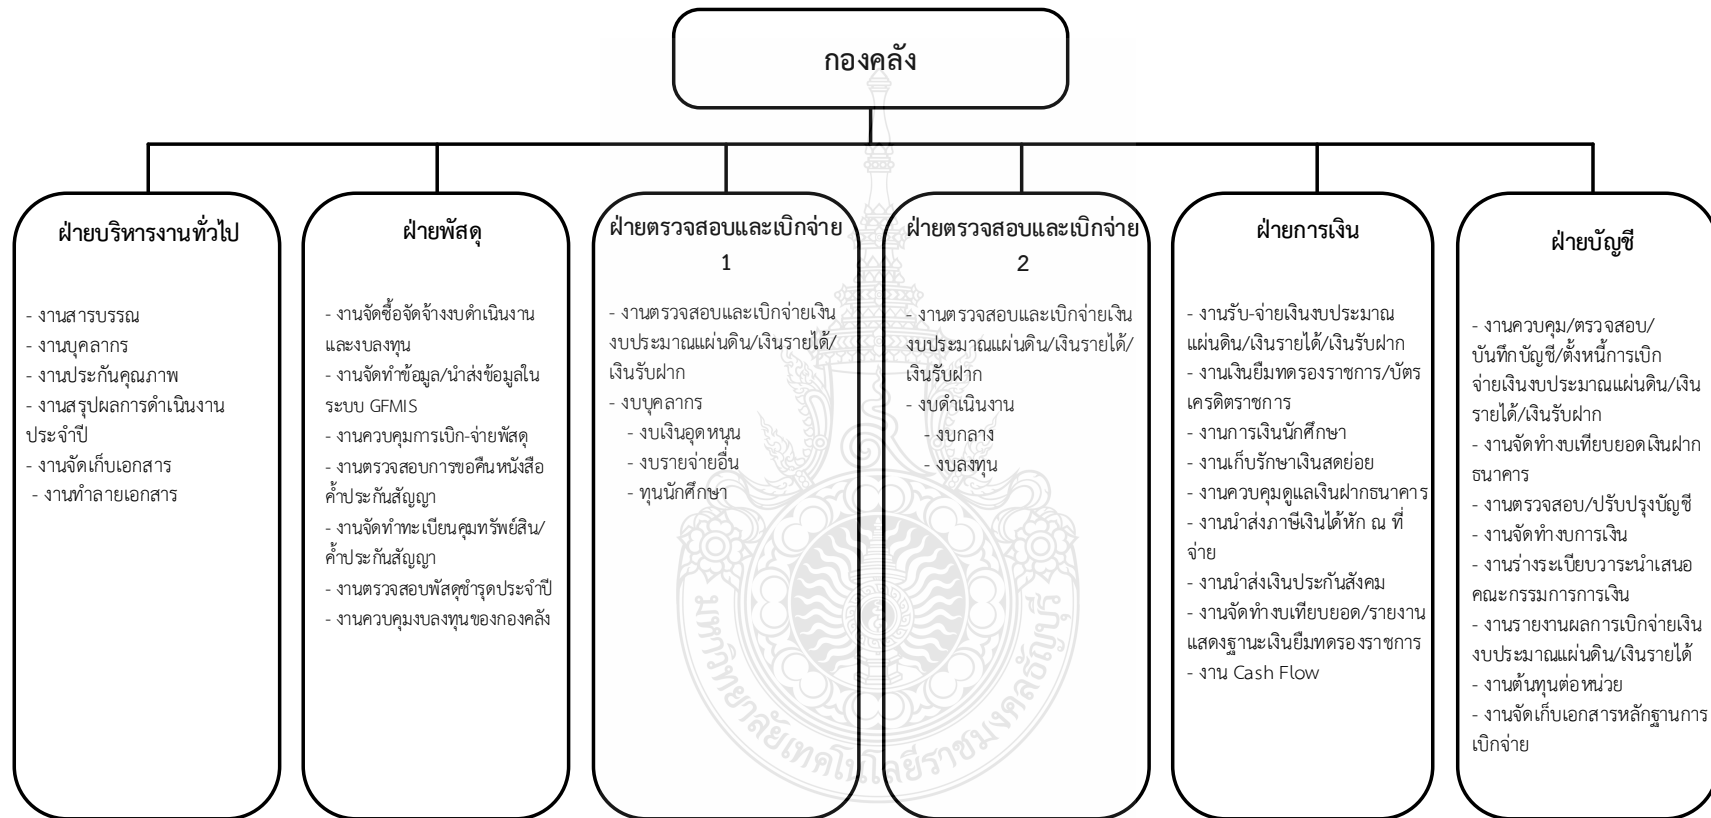 กองคลัง
ฝ่ายบริหารงานทั่วไป
- งานสารบรรณ
- งานบุคลากร
- งานประกันคุณภาพ
- งานสรุปผลการดำเนินงาน
ประจำปี
- งานจัดเก็บเอกสาร
- งานทำลายเอกสาร
ฝ่ายพัสดุ
- งานจัดซื้อจัดจ้างงบดำเนินงาน
และงบลงทุน
- งานจัดทำข้อมูล/นำส่งข้อมูลใน
ระบบ GFMIS
- งานควบคุมการเบิก-จ่ายพัสดุ
- งานตรวจสอบการขอคืนหนังสือ
ค้ำประกันสัญญา
- งานจัดทำทะเบียนคุมทรัพย์สิน/
ค้ำประกันสัญญา
- งานตรวจสอบพัสดุชำรุดประจำปี
- งานควบคุมงบลงทุนของกองคลัง
ฝ่ายตรวจสอบและเบิกจ่าย
1
- งานตรวจสอบและเบิกจ่ายเงิน
งบประมาณแผ่นดิน/เงินรายได้/
เงินรับฝาก
- งบบุคลากร
- งบเงินอุดหนุน
- งบรายจ่ายอื่น
- ทุนนักศึกษา
ฝ่ายตรวจสอบและเบิกจ่าย
2
- งานตรวจสอบและเบิกจ่ายเงิน
งบประมาณแผ่นดิน/เงินรายได้/
เงินรับฝาก
- งบดำเนินงาน
- งบกลาง
- งบลงทุน
ฝ่ายการเงิน
- งานรับ-จ่ายเงินงบประมาณ
แผ่นดิน/เงินรายได้/เงินรับฝาก
- งานเงินยืมทดรองราชการ/บัตร
เครดิตราชการ
- งานการเงินนักศึกษา
- งานเก็บรักษาเงินสดย่อย
- งานควบคุมดูแลเงินฝากธนาคาร
- งานนำส่งภาษีเงินได้หัก ณ ที่
จ่าย
- งานนำส่งเงินประกันสังคม
- งานจัดทำงบเทียบยอด/รายงาน
แสดงฐานะเงินยืมทดรองราชการ
- งาน Cash Flow
ฝ่ายบัญชี
- งานควบคุม/ตรวจสอบ/
บันทึกบัญชี/ตั้งหนี้การเบิก
จ่ายเงินงบประมาณแผ่นดิน/เงิน
รายได้/เงินรับฝาก
- งานจัดทำงบเทียบยอดเงินฝาก
ธนาคาร
- งานตรวจสอบ/ปรับปรุงบัญชี
- งานจัดทำงบการเงิน
- งานร่างระเบียบวาระนำเสนอ
คณะกรรมการการเงิน
- งานรายงานผลการเบิกจ่ายเงิน
งบประมาณแผ่นดิน/เงินรายได้
- งานต้นทุนต่อหน่วย
- งานจัดเก็บเอกสารหลักฐานการ
เบิกจ่าย
มหาวิทยาลัยเทคโนโลยีราชมงคลธัญบุรี